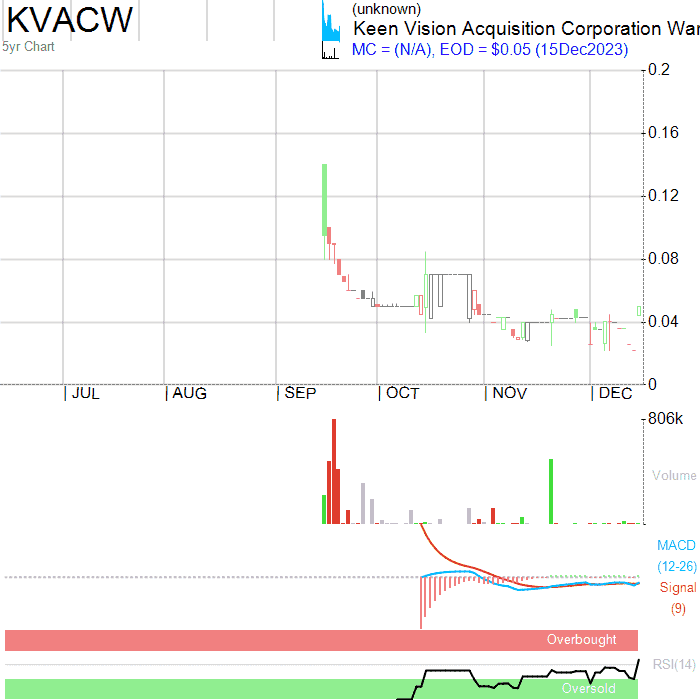 KVACW
(unknown)
Keen Vision Acquisition Corporation War
5yr Chart
MC = (N/A), EOD = $0.05 (15Dec2023)
0.2
0.16
0.12
0.08
0.04
0
JUL AUG SEP OCT NOV DEC
806k
Volume
MACD
(12-26)
Signal
(9)
Overbought
RSI(14)
Oversold